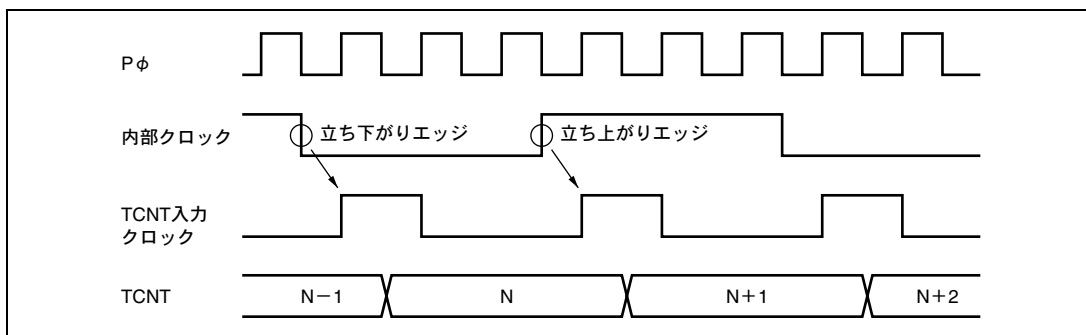 Pφ
内部クロック
立ち下がりエッジ
立ち上がりエッジ
TCNT入力
クロック
TCNT
N−1
N
N+1
N+2